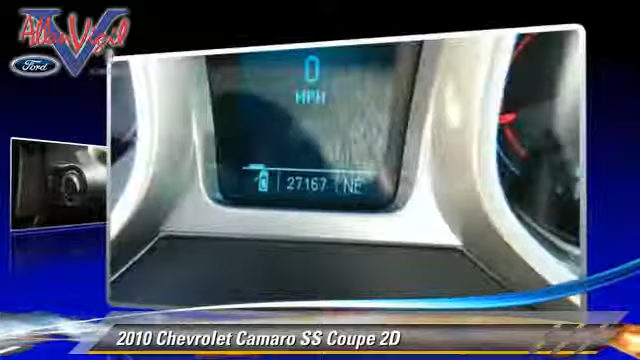 Allan Vigil
Ford
0
MPH
27167 NE
2010 Chevrolet Camaro SS Coupe 2D